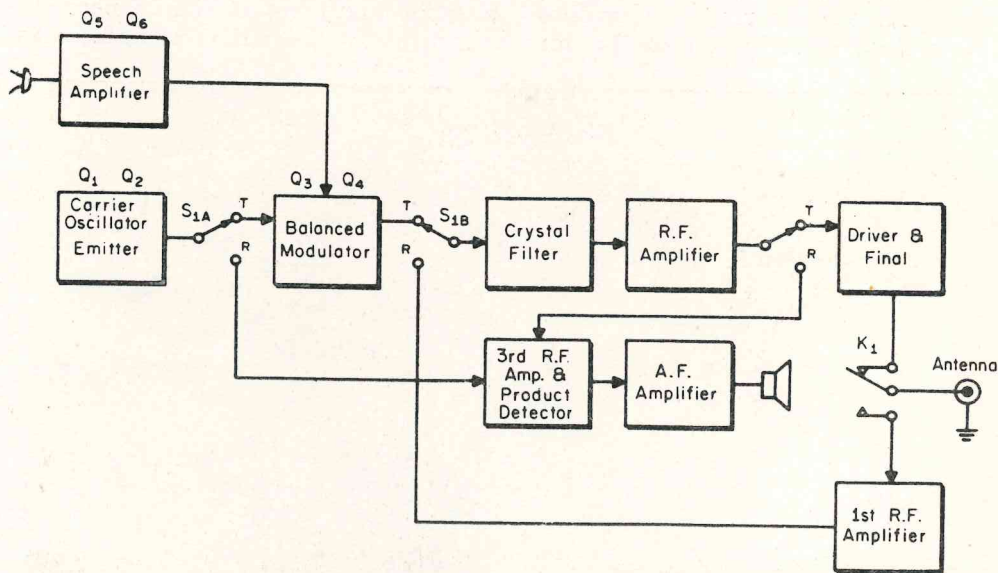 Q5 Q6
Speech
Amplifier
Q1 Q2
Carrier
Oscillator
Emitter
S1A
T
R
Q3 Q4
Balanced
Modulator
T
R
S1B
Crystal
Filter
R.F.
Amplifier
T
R
Driver &
Final
3rd R.F.
Amp. &
Product
Detector
A.F.
Amplifier
K1
Antenna
1st R.F.
Amplifier